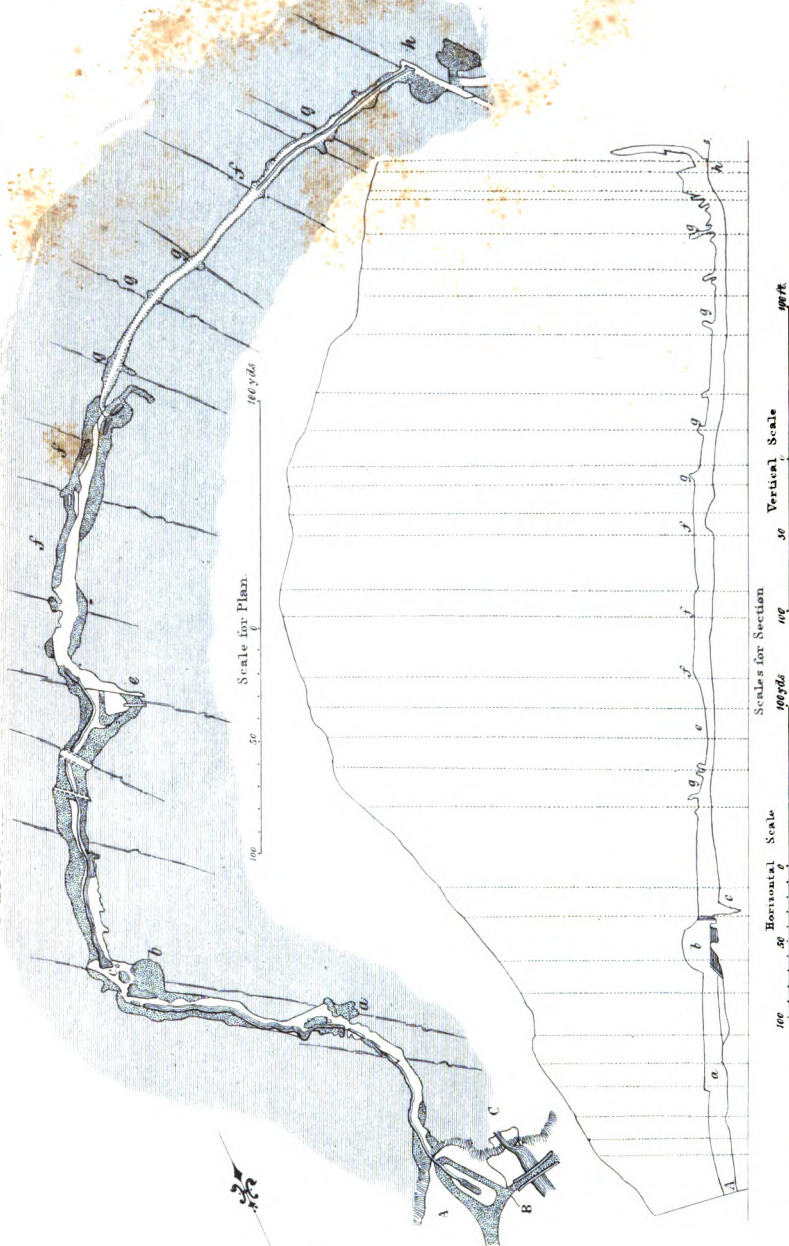 h
g
f
g
g
g
f
f
e
b
a
A
B
C
Scale for Plan.
100 50 0 100 yds
A
a
b
c
g
e
f
f
f
g
g
g
g
h
Scales for Section
Horizontal Scale
100 50 0 100 yds
Vertical Scale
100 50 0 100 ft.